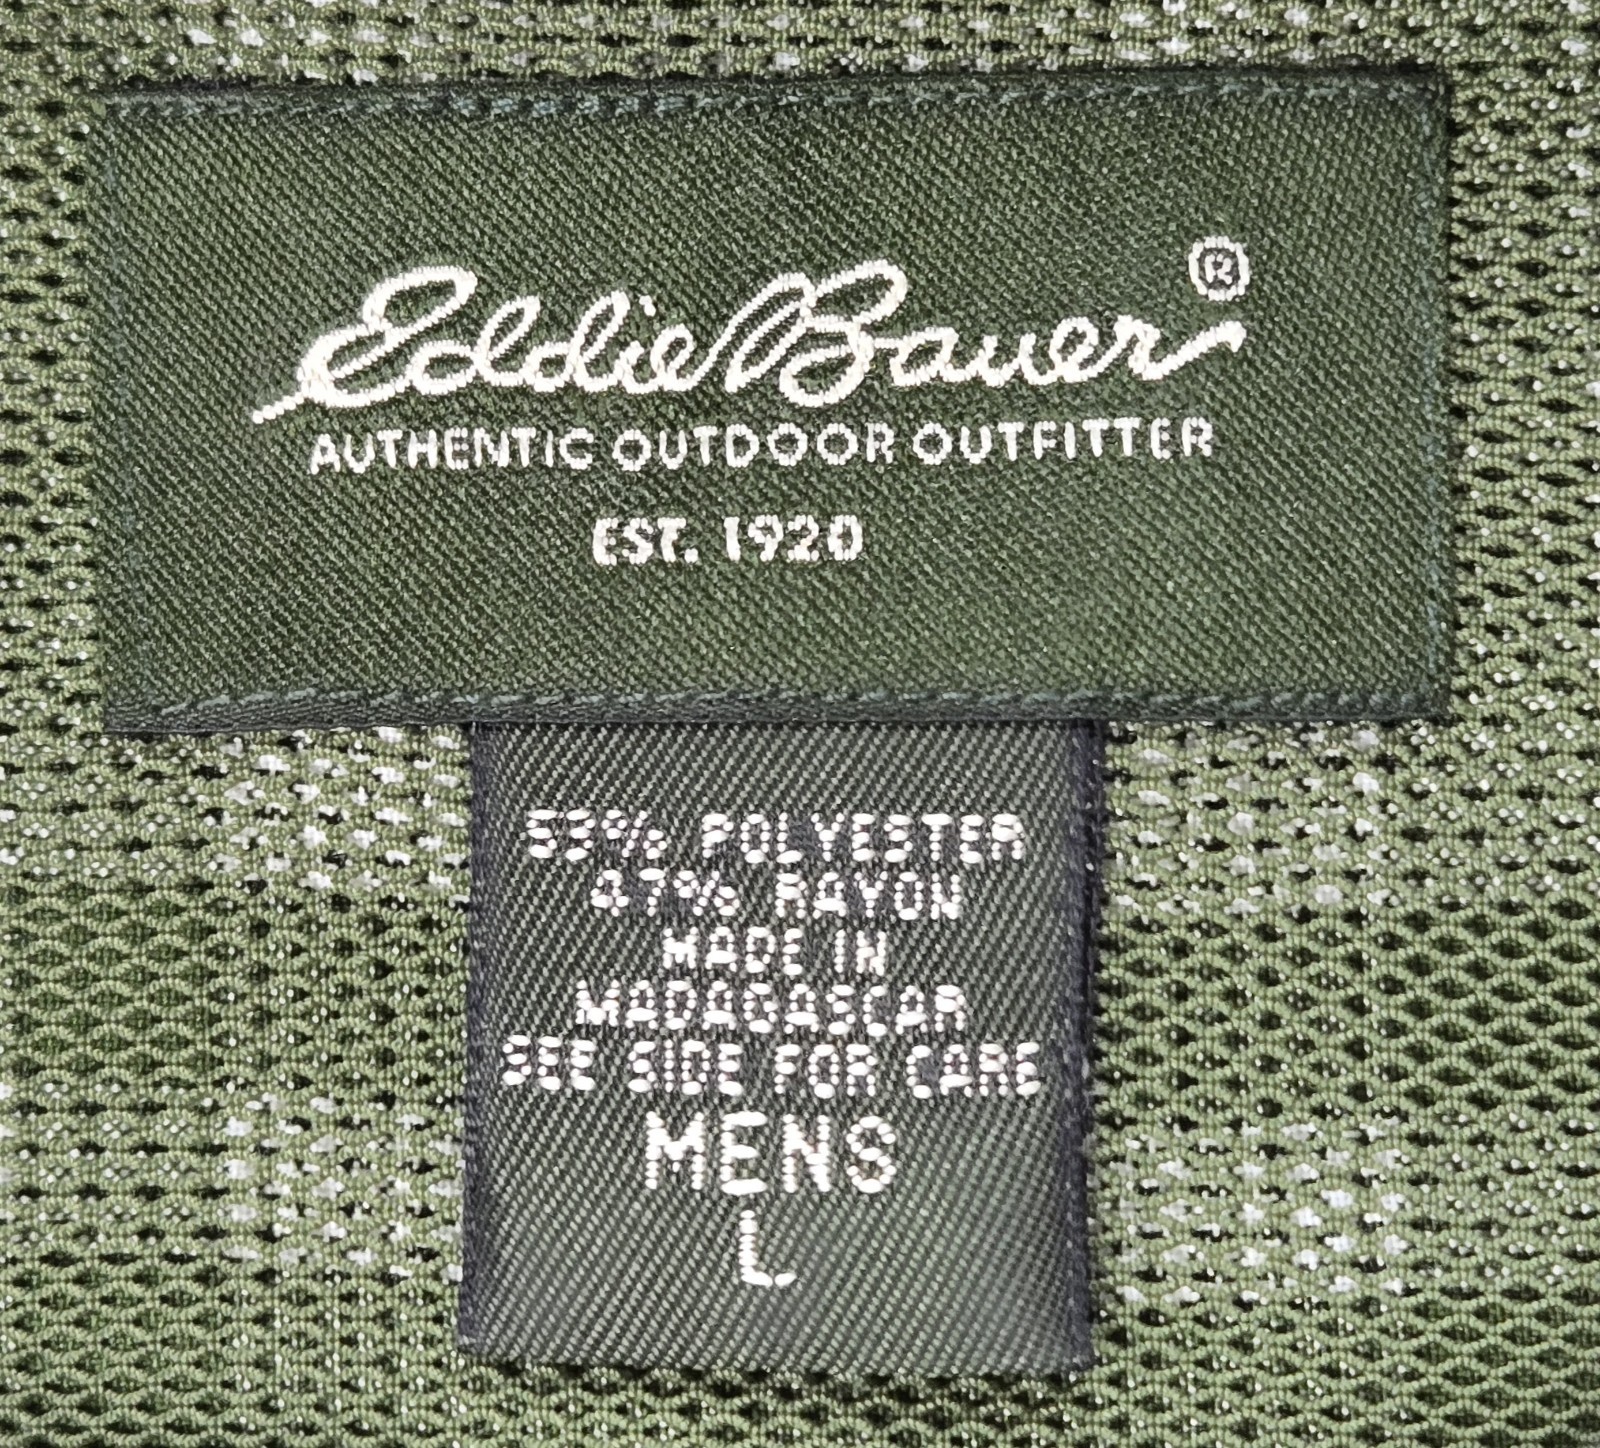 Eddie Bauer®
AUTHENTIC OUTDOOR OUTFITTER
EST. 1920
53% POLYESTER
47% RAYON
MADE IN
MADAGASCAR
SEE SIDE FOR CARE
MENS
L